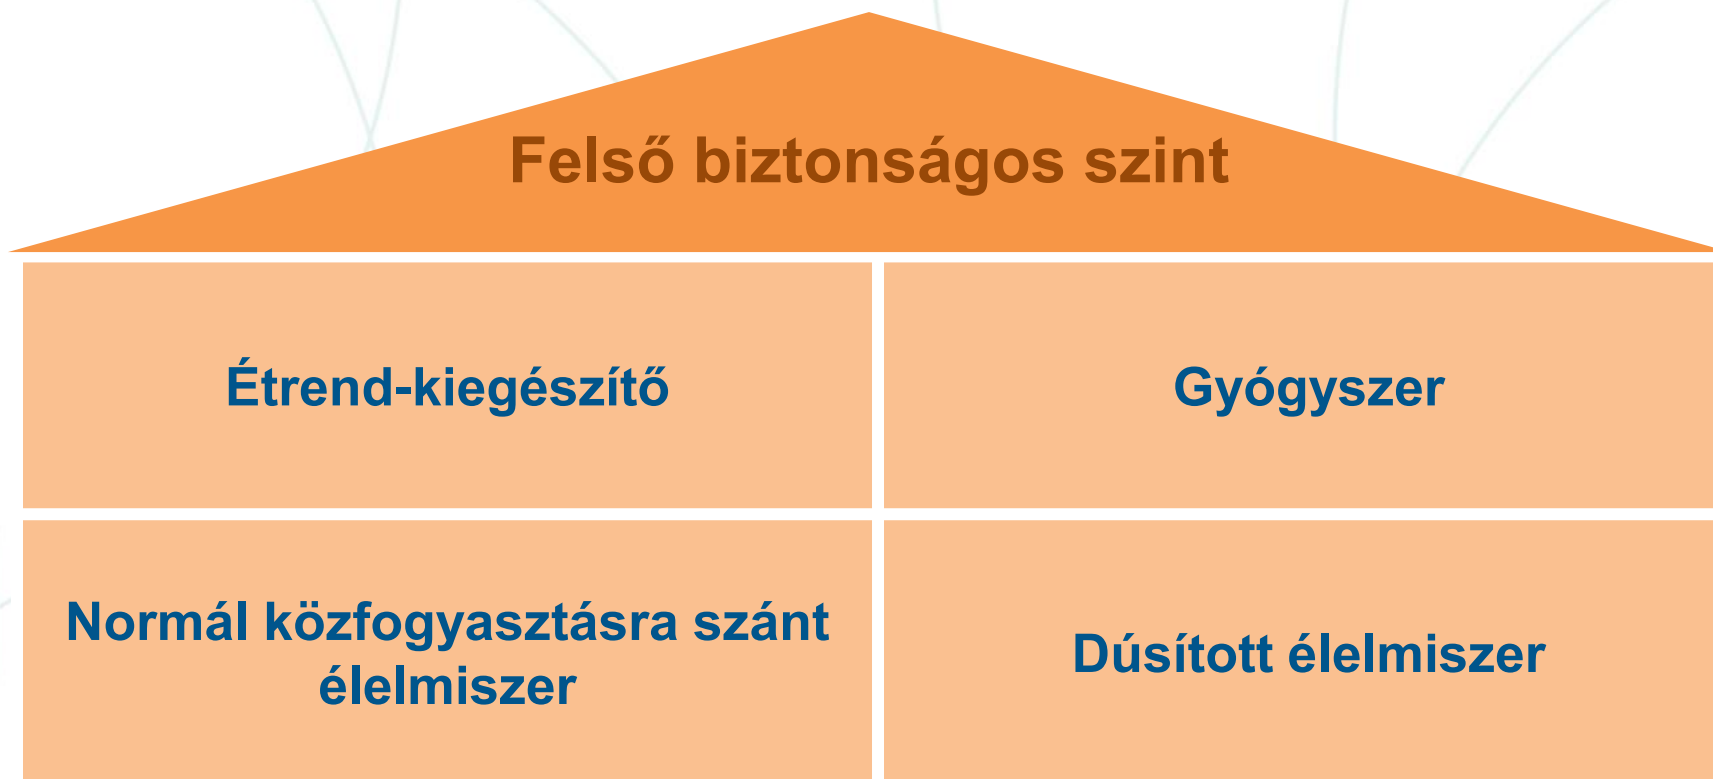 Felső biztonságos szint
Étrend-kiegészítő
Gyógyszer
Normál közfogyasztásra szánt
élelmiszer
Dúsított élelmiszer